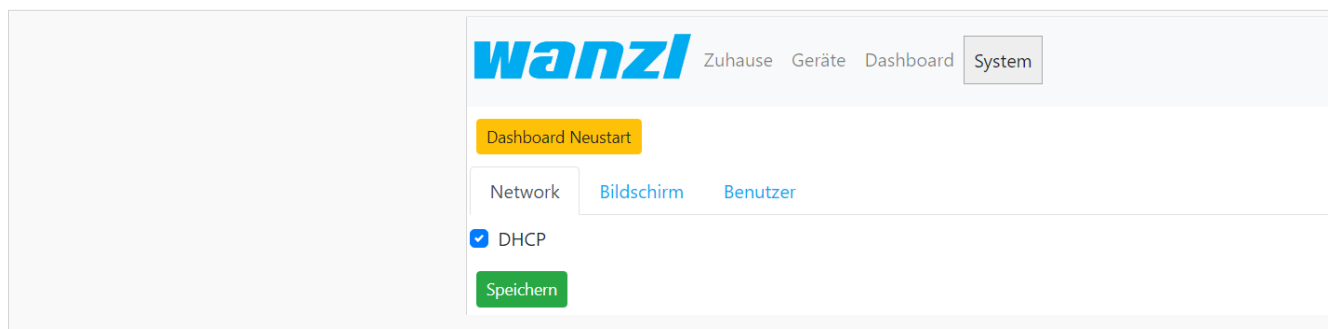 wanzl Zuhause Geräte Dashboard System
Dashboard Neustart
Network Bildschirm Benutzer
DHCP
Speichern